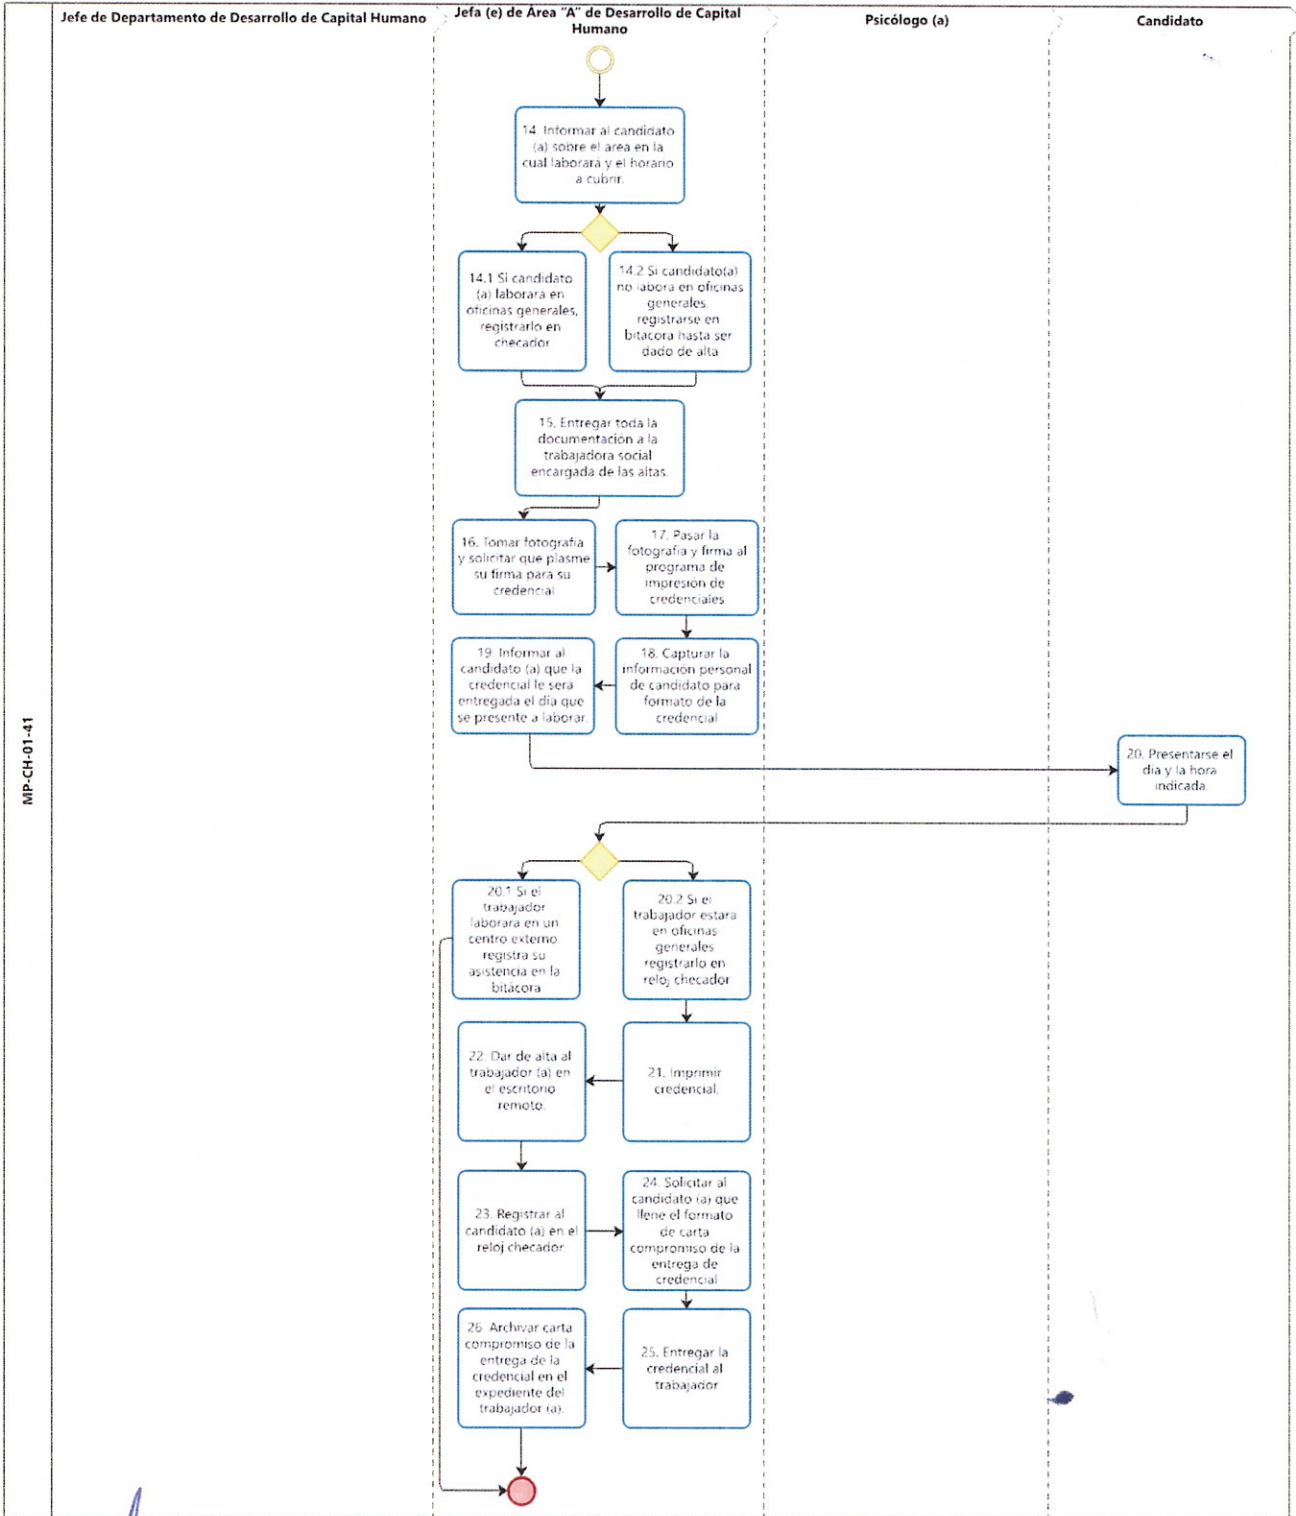 Jefe de Departamento de Desarrollo de Capital Humano
Jefa (e) de Área "A" de Desarrollo de Capital
Humano
Psicólogo (a)
Candidato
MP-CH-01-41
14. Informar al candidato
(a) sobre el area en la
cual laborará y el horario
a cubrir.
14.1 Si candidato
(a) laborará en
oficinas generales,
registrarlo en
checador
14.2 Si candidato(a)
no labora en oficinas
generales,
registrarse en
bitacora hasta ser
dado de alta
15. Entregar toda la
documentación a la
trabajadora social
encargada de las altas.
16. Tomar fotografía
y solicitar que plasme
su firma para su
credencial
17. Pasar la
fotografía y firma al
programa de
impresión de
credenciales
19. Informar al
candidato (a) que la
credencial le será
entregada el día que
se presente a laborar.
18. Capturar la
información personal
de candidato para
formato de la
credencial
20. Presentarse el
día y la hora
indicada.
20.1 Si el
trabajador
laborara en un
centro externo
registra su
asistencia en la
bitácora
20.2 Si el
trabajador estara
en oficinas
generales
registrarlo en
reloj checador
22. Dar de alta al
trabajador (a) en
el escritorio
remoto.
21. Imprimir
credencial.
23. Registrar al
candidato (a) en el
reloj checador.
24. Solicitar al
candidato (a) que
llene el formato
de carta
compromiso de la
entrega de
credencial
26. Archivar carta
compromiso de la
entrega de la
credencial en el
expediente del
trabajador (a).
25. Entregar la
credencial al
trabajador